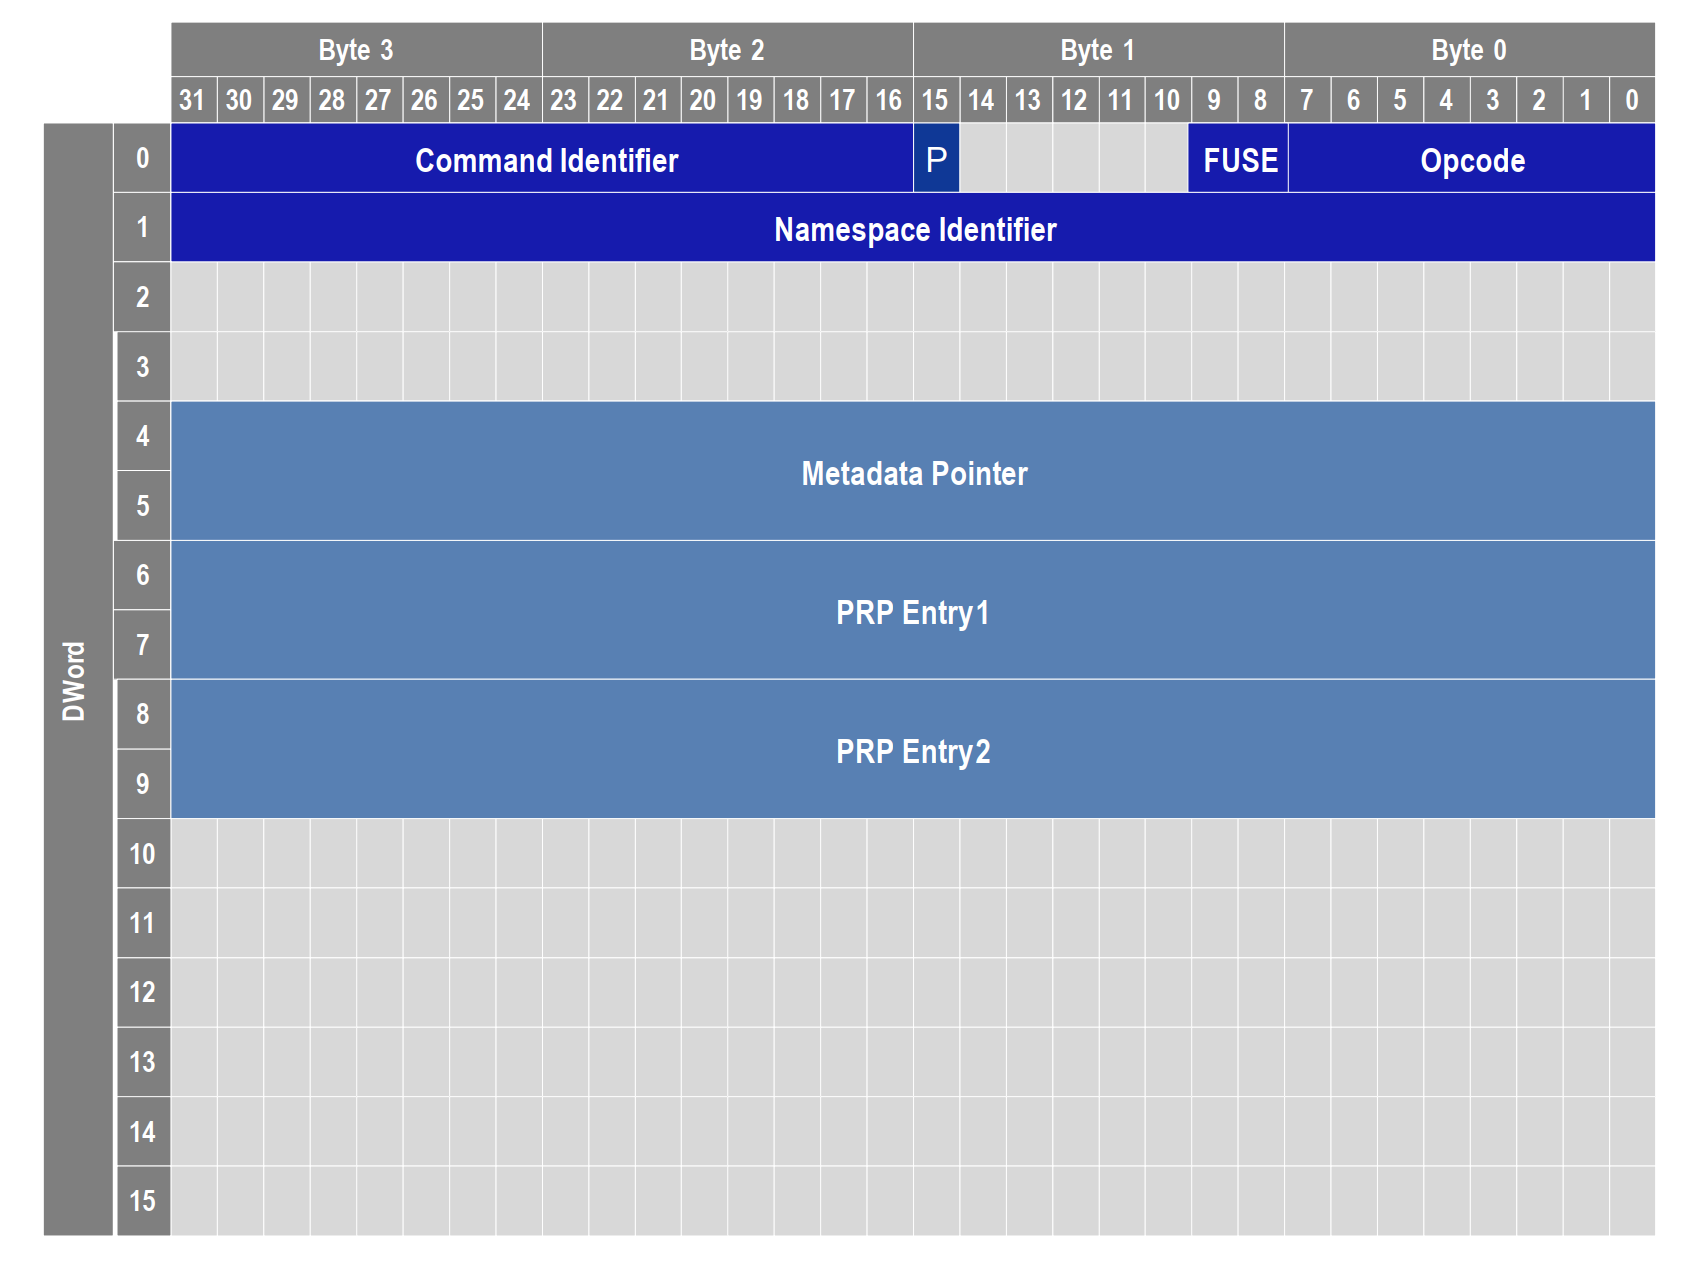 Byte 3 Byte 2 Byte 1 Byte 0
31 30 29 28 27 26 25 24 23 22 21 20 19 18 17 16 15 14 13 12 11 10 9 8 7 6 5 4 3 2 1 0
DWord
0 Command Identifier P FUSE Opcode
1 Namespace Identifier
2
3
4
Metadata Pointer
5
6
PRP Entry1
7
8
PRP Entry2
9
10
11
12
13
14
15